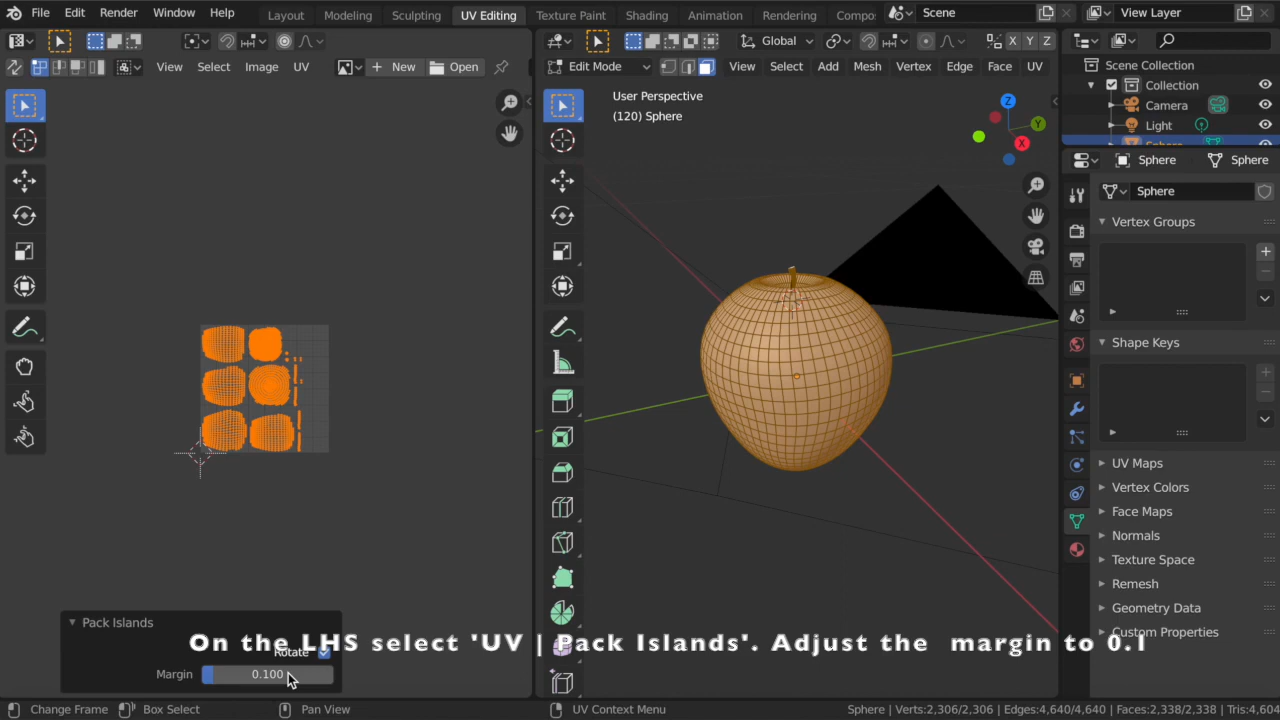 File Edit Render Window Help Layout Modeling Sculpting UV Editing Texture Paint Shading Animation Rendering Compo Scene View Layer
Global X Y Z
View Select Image UV New Open Edit Mode View Select Add Mesh Vertex Edge Face UV
Scene Collection
Collection
Camera
Light
Sphere
User Perspective
(120) Sphere
Z
Y
X
Sphere Sphere
Sphere
Vertex Groups
Shape Keys
UV Maps
Vertex Colors
Face Maps
Normals
Texture Space
Remesh
Geometry Data
Custom Properties
Pack Islands
On the LHS select 'UV | Pack Islands'. Adjust the margin to 0.1
Rotate
Margin 0.100
Change Frame Box Select Pan View UV Context Menu Sphere | Verts:2,306/2,306 | Edges:4,640/4,640 | Faces:2,338/2,338 | Tris:4,604